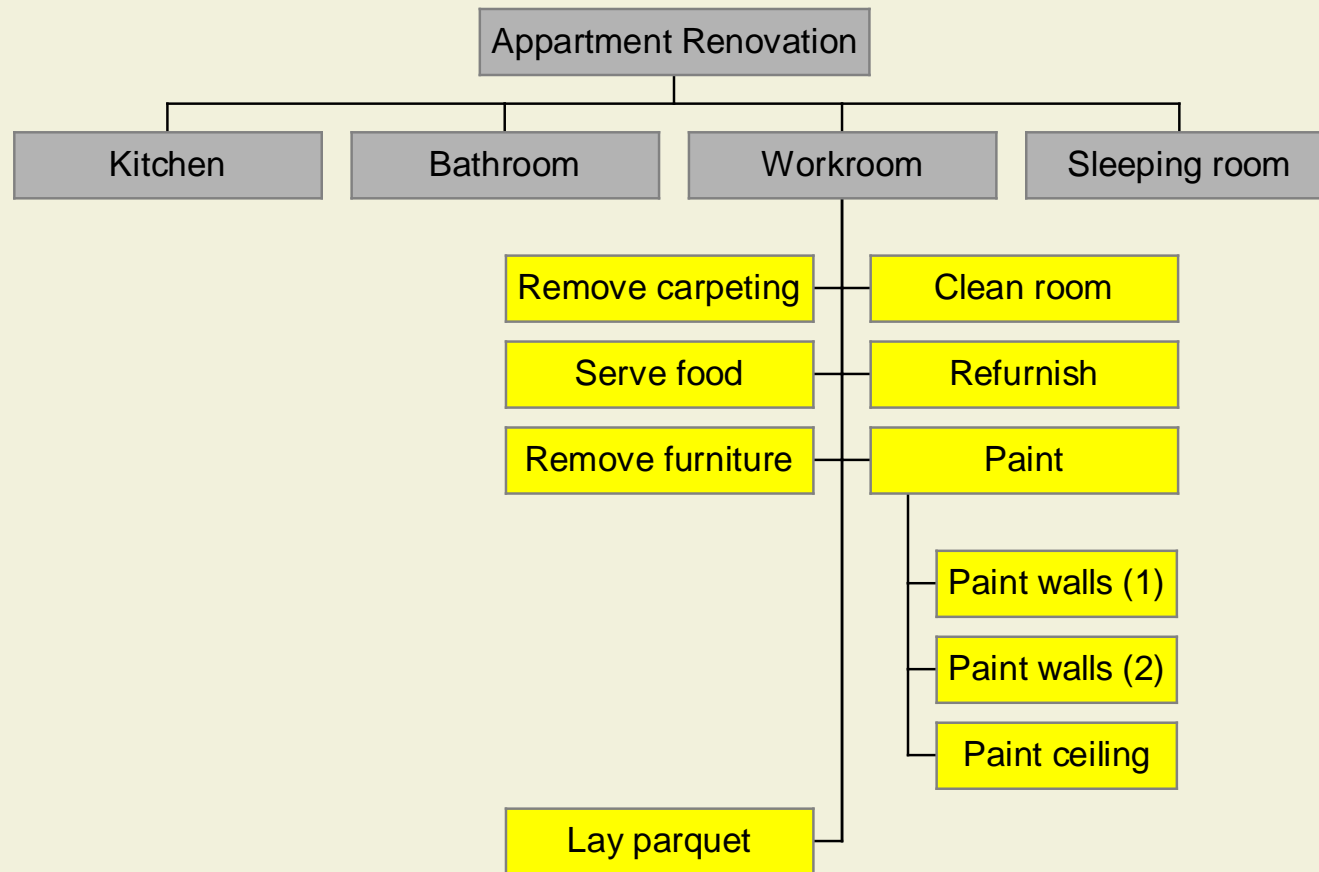 Appartment Renovation
Kitchen
Bathroom
Workroom
Sleeping room
Remove carpeting
Clean room
Serve food
Refurnish
Remove furniture
Paint
Paint walls (1)
Paint walls (2)
Paint ceiling
Lay parquet